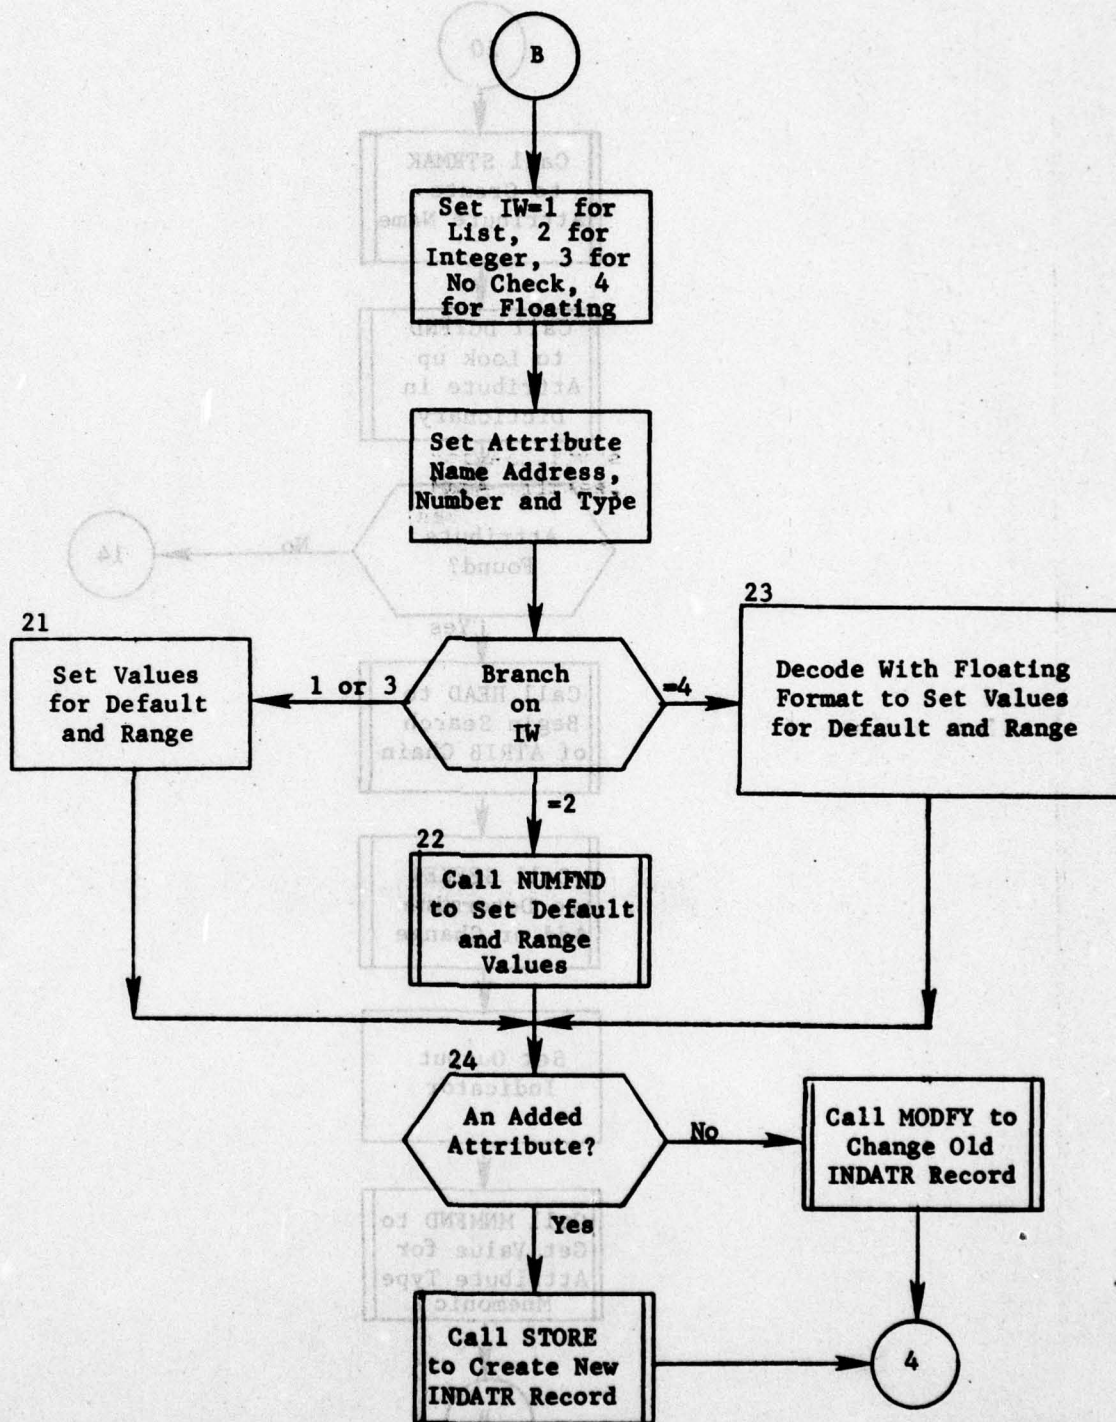 B
Set IW=1 for
List, 2 for
Integer, 3 for
No Check, 4
for Floating
Set Attribute
Name Address,
Number and Type
21
Set Values
for Default
and Range
1 or 3
Branch
on
IW
=4
23
Decode With Floating
Format to Set Values
for Default and Range
=2
22
Call NUMFND
to Set Default
and Range
Values
24
An Added
Attribute?
No
Call MODFY to
Change Old
INDATR Record
Yes
Call STORE
to Create New
INDATR Record
4